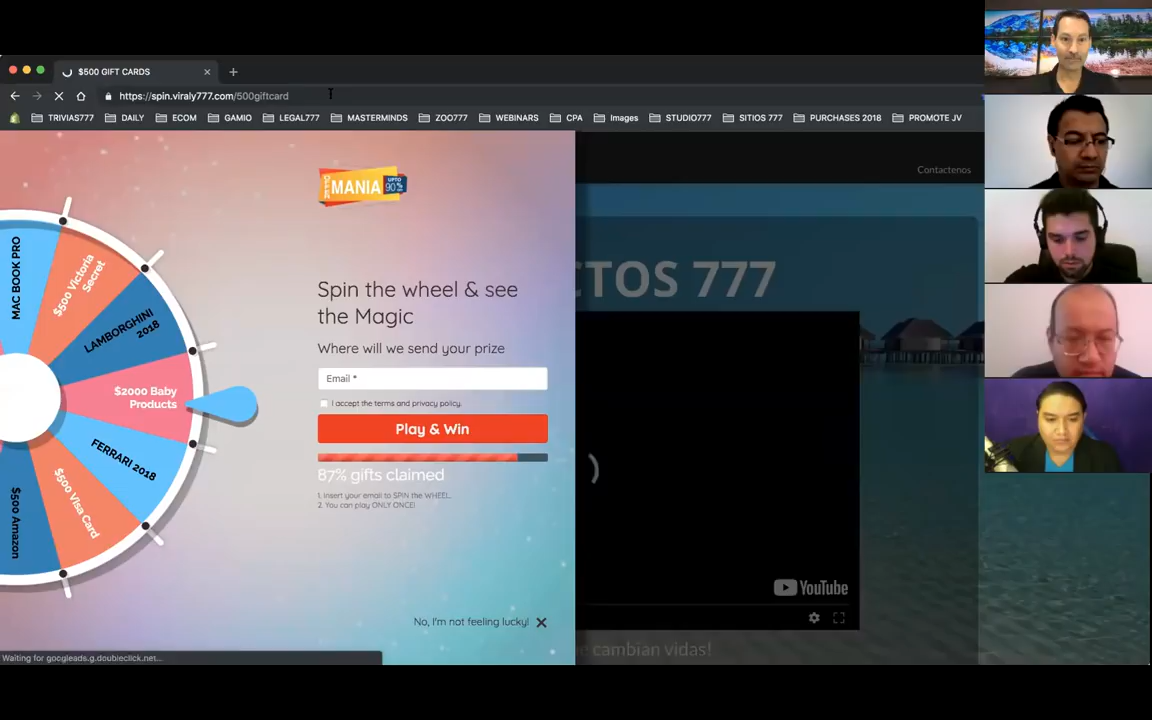 $500 GIFT CARDS
https://spin.viraly777.com/500giftcard
TRIVIAS777 DAILY ECOM GAMIO LEGAL777 MASTERMINDS ZOO777 WEBINARS CPA Images STUDIO777 SITIOS 777 PURCHASES 2018 PROMOTE JV
Contactenos
MANIA
UPTO
90%
Spin the wheel & see
the Magic
Where will we send your prize
Email *
I accept the terms and privacy policy.
Play & Win
87% gifts claimed
1. Insert your email to SPIN the WHEEL.
2. You can play ONLY ONCE!
No, I'm not feeling lucky!
MAC BOOK PRO
$500 Victoria
Secret
LAMBORGHINI
2018
$2000 Baby
Products
FERRARI 2018
$500 Visa Card
$500 Amazon
CTOS 777
YouTube
e cambian vidas!
Waiting for googleads.g.doubleclick.net...